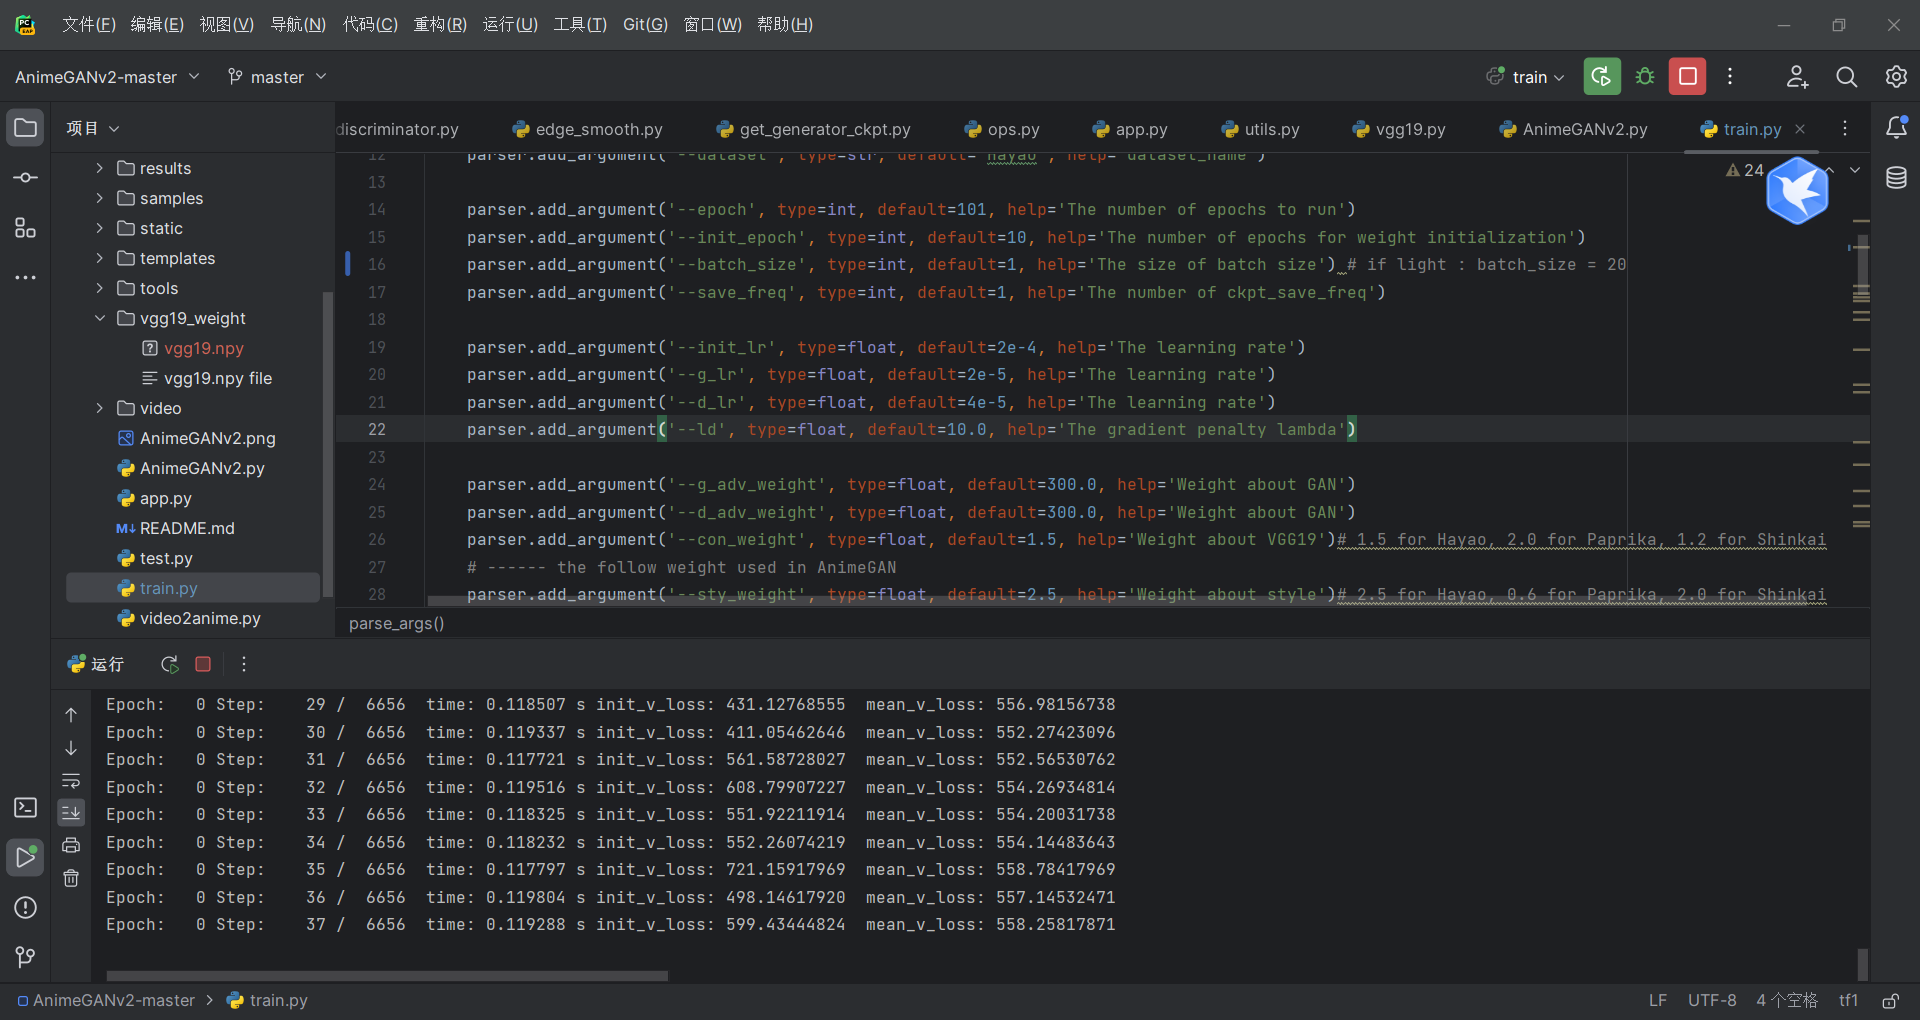 文件(F) 编辑(E) 视图(V) 导航(N) 代码(C) 重构(R) 运行(U) 工具(T) Git(G) 窗口(W) 帮助(H)
AnimeGANv2-master master train
项目
discriminator.py edge_smooth.py get_generator_ckpt.py ops.py app.py utils.py vgg19.py AnimeGANv2.py train.py
results
samples
static
templates
tools
vgg19_weight
vgg19.npy
vgg19.npy file
video
AnimeGANv2.png
AnimeGANv2.py
app.py
README.md
test.py
train.py
video2anime.py
24
12 parser.add_argument('--dataset', type=str, default='Hayao', help='dataset_name')
13
14 parser.add_argument('--epoch', type=int, default=101, help='The number of epochs to run')
15 parser.add_argument('--init_epoch', type=int, default=10, help='The number of epochs for weight initialization')
16 parser.add_argument('--batch_size', type=int, default=1, help='The size of batch size') # if light : batch_size = 20
17 parser.add_argument('--save_freq', type=int, default=1, help='The number of ckpt_save_freq')
18
19 parser.add_argument('--init_lr', type=float, default=2e-4, help='The learning rate')
20 parser.add_argument('--g_lr', type=float, default=2e-5, help='The learning rate')
21 parser.add_argument('--d_lr', type=float, default=4e-5, help='The learning rate')
22 parser.add_argument('--ld', type=float, default=10.0, help='The gradient penalty lambda')
23
24 parser.add_argument('--g_adv_weight', type=float, default=300.0, help='Weight about GAN')
25 parser.add_argument('--d_adv_weight', type=float, default=300.0, help='Weight about GAN')
26 parser.add_argument('--con_weight', type=float, default=1.5, help='Weight about VGG19')# 1.5 for Hayao, 2.0 for Paprika, 1.2 for Shinkai
27 # ------ the follow weight used in AnimeGAN
28 parser.add_argument('--sty_weight', type=float, default=2.5, help='Weight about style')# 2.5 for Hayao, 0.6 for Paprika, 2.0 for Shinkai
parse_args()
运行
Epoch: 0 Step: 29 / 6656 time: 0.118507 s init_v_loss: 431.12768555 mean_v_loss: 556.98156738
Epoch: 0 Step: 30 / 6656 time: 0.119337 s init_v_loss: 411.05462646 mean_v_loss: 552.27423096
Epoch: 0 Step: 31 / 6656 time: 0.117721 s init_v_loss: 561.58728027 mean_v_loss: 552.56530762
Epoch: 0 Step: 32 / 6656 time: 0.119516 s init_v_loss: 608.79907227 mean_v_loss: 554.26934814
Epoch: 0 Step: 33 / 6656 time: 0.118325 s init_v_loss: 551.92211914 mean_v_loss: 554.20031738
Epoch: 0 Step: 34 / 6656 time: 0.118232 s init_v_loss: 552.26074219 mean_v_loss: 554.14483643
Epoch: 0 Step: 35 / 6656 time: 0.117797 s init_v_loss: 721.15917969 mean_v_loss: 558.78417969
Epoch: 0 Step: 36 / 6656 time: 0.119804 s init_v_loss: 498.14617920 mean_v_loss: 557.14532471
Epoch: 0 Step: 37 / 6656 time: 0.119288 s init_v_loss: 599.43444824 mean_v_loss: 558.25817871
AnimeGANv2-master > train.py LF UTF-8 4 个空格 tf1